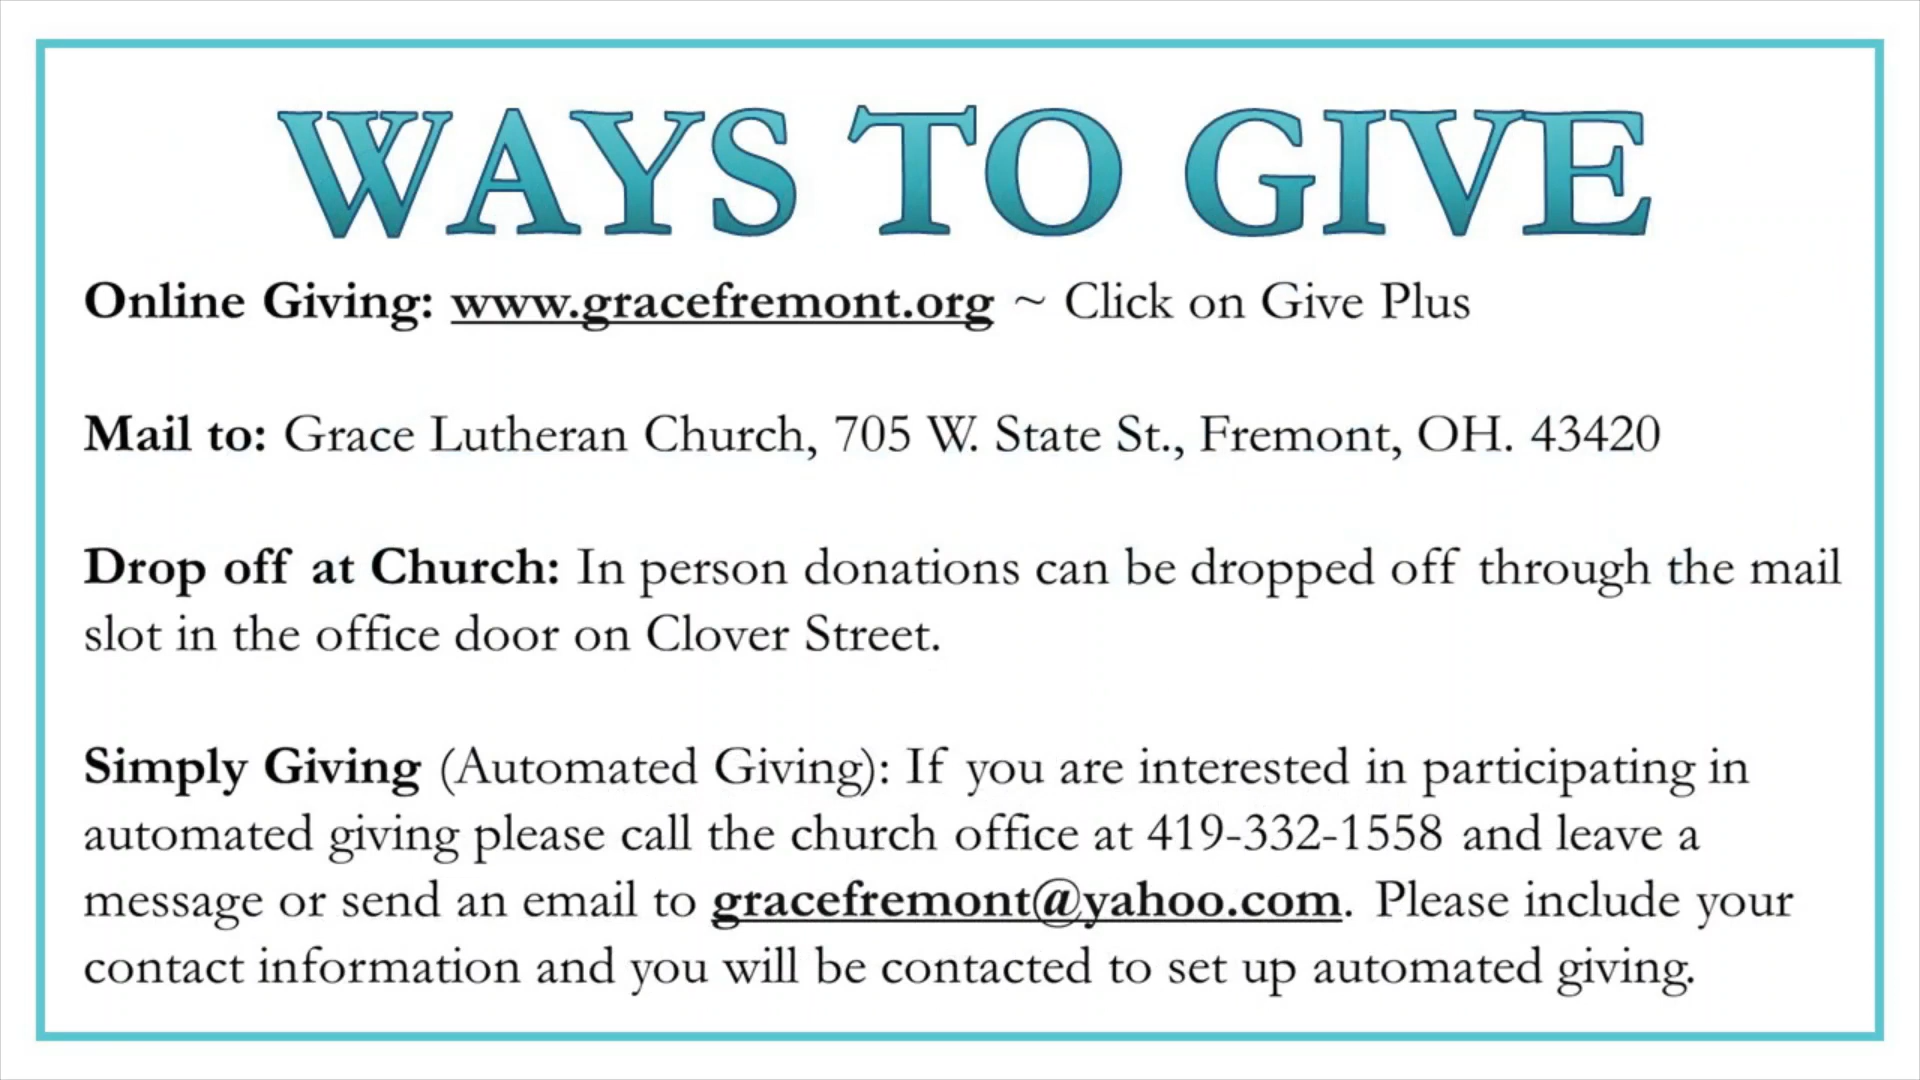 WAYS TO GIVE
Online Giving: www.gracefremont.org ~ Click on Give Plus
Mail to: Grace Lutheran Church, 705 W. State St., Fremont, OH. 43420
Drop off at Church: In person donations can be dropped off through the mail
slot in the office door on Clover Street.
Simply Giving (Automated Giving): If you are interested in participating in
automated giving please call the church office at 419-332-1558 and leave a
message or send an email to gracefremont@yahoo.com. Please include your
contact information and you will be contacted to set up automated giving.